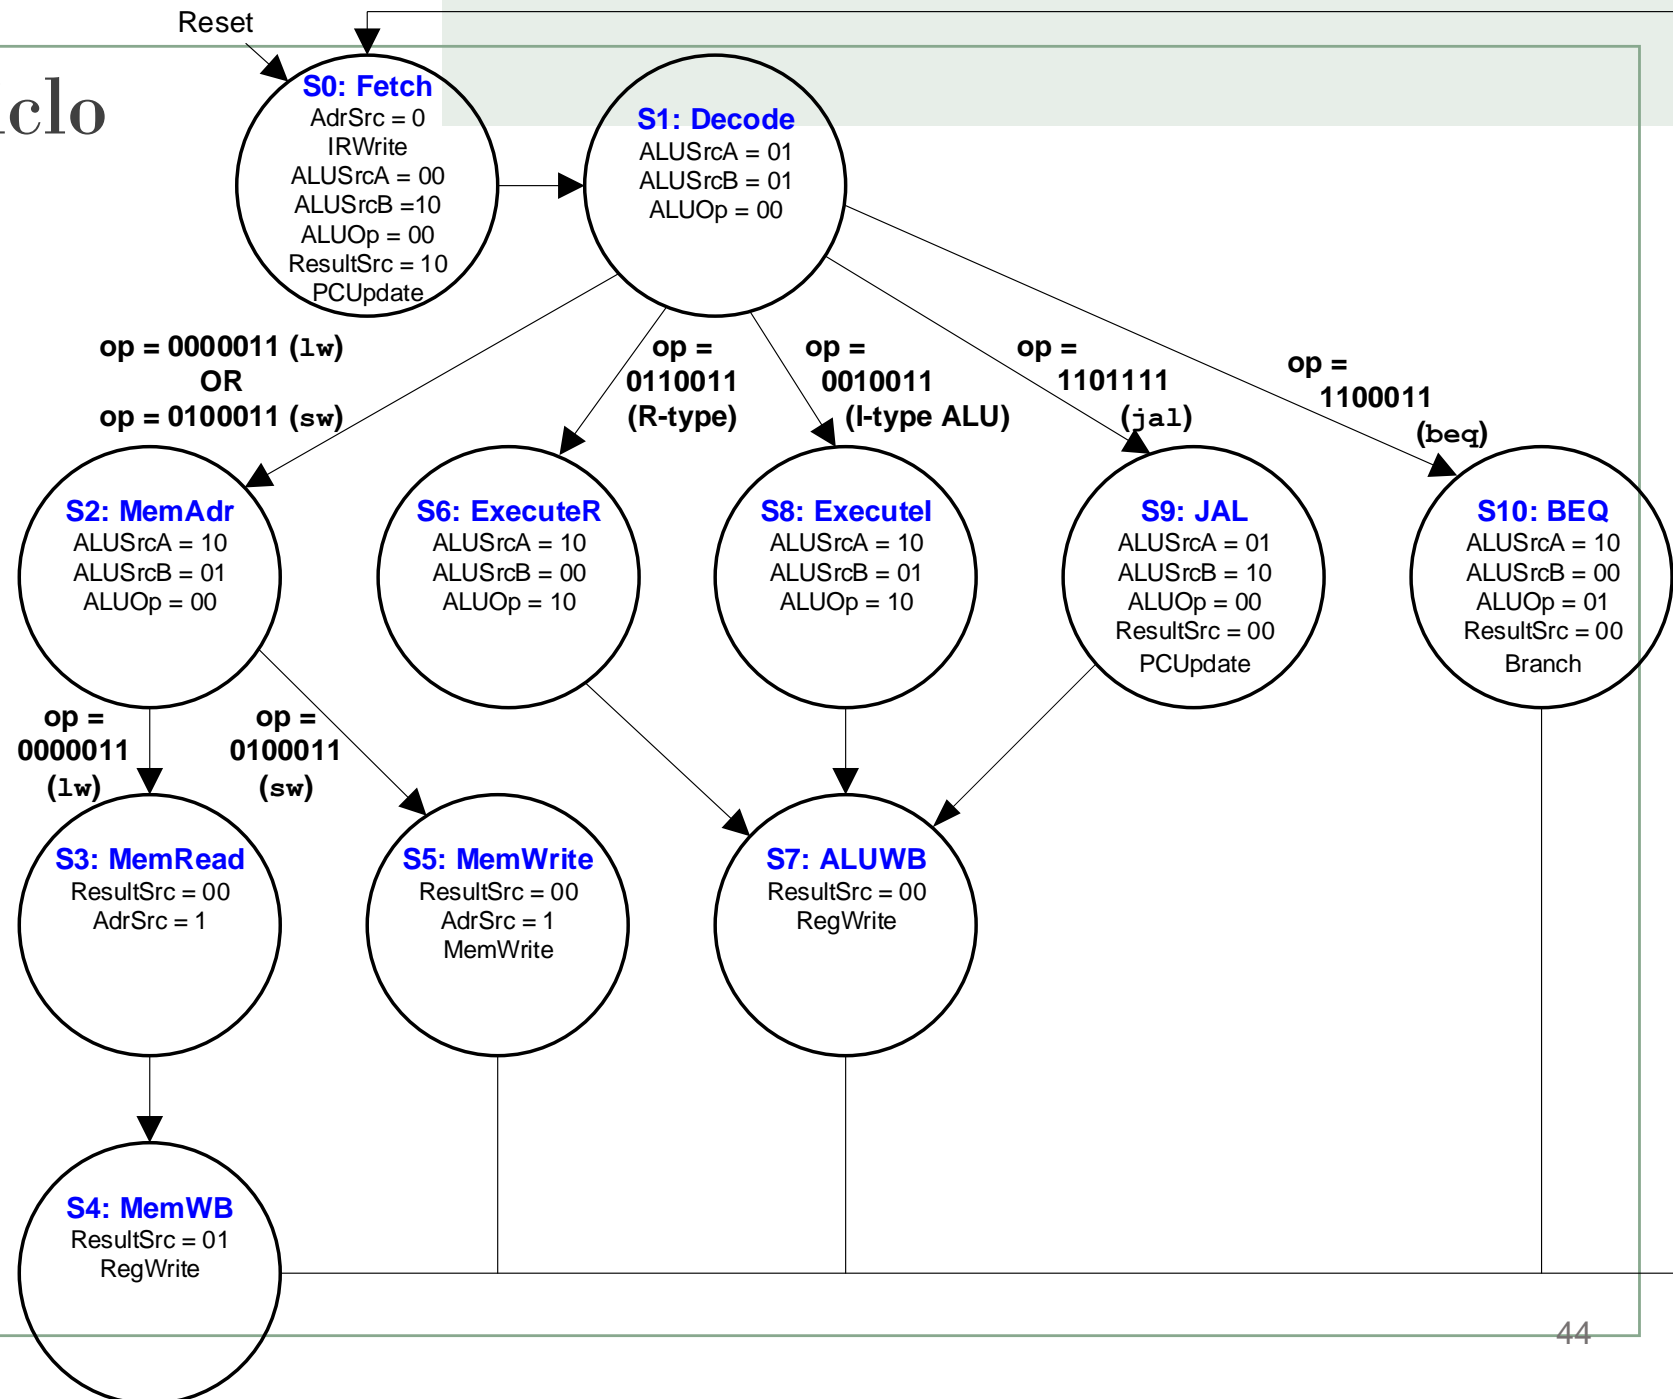 Reset
clo
S0: Fetch
AdrSrc = 0
IRWrite
ALUSrcA = 00
ALUSrcB =10
ALUOp = 00
ResultSrc = 10
PCUpdate
S1: Decode
ALUSrcA = 01
ALUSrcB = 01
ALUOp = 00
op = 0000011 (lw)
OR
op = 0100011 (sw)
op =
0110011
(R-type)
op =
0010011
(I-type ALU)
op =
1101111
(jal)
op =
1100011
(beq)
S2: MemAdr
ALUSrcA = 10
ALUSrcB = 01
ALUOp = 00
S6: ExecuteR
ALUSrcA = 10
ALUSrcB = 00
ALUOp = 10
S8: ExecuteI
ALUSrcA = 10
ALUSrcB = 01
ALUOp = 10
S9: JAL
ALUSrcA = 01
ALUSrcB = 10
ALUOp = 00
ResultSrc = 00
PCUpdate
S10: BEQ
ALUSrcA = 10
ALUSrcB = 00
ALUOp = 01
ResultSrc = 00
Branch
op =
0000011
(lw)
op =
0100011
(sw)
S3: MemRead
ResultSrc = 00
AdrSrc = 1
S5: MemWrite
ResultSrc = 00
AdrSrc = 1
MemWrite
S7: ALUWB
ResultSrc = 00
RegWrite
S4: MemWB
ResultSrc = 01
RegWrite
44